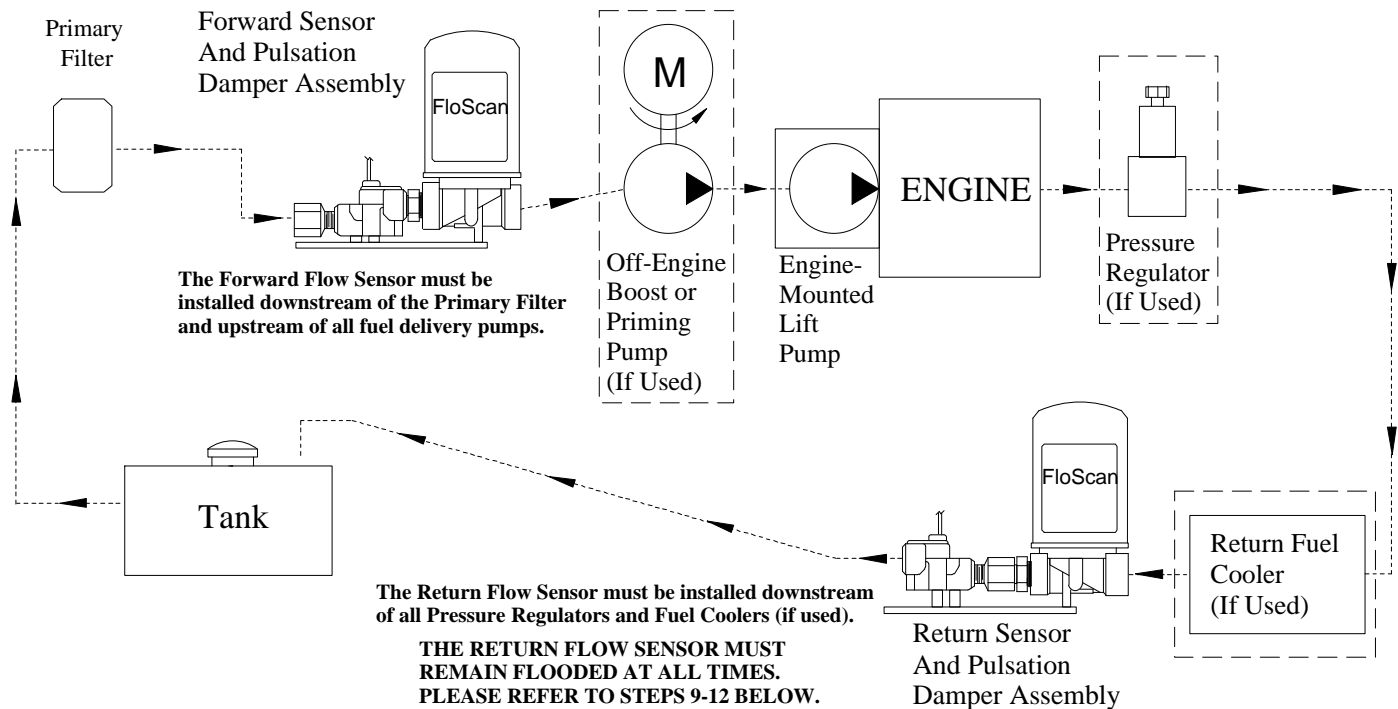 Primary
Filter
Forward Sensor
And Pulsation
Damper Assembly
FloScan
M
ENGINE
The Forward Flow Sensor must be
installed downstream of the Primary Filter
and upstream of all fuel delivery pumps.
Off-Engine
Boost or
Priming
Pump
(If Used)
Engine-
Mounted
Lift
Pump
Pressure
Regulator
(If Used)
Tank
FloScan
Return Fuel
Cooler
(If Used)
The Return Flow Sensor must be installed downstream
of all Pressure Regulators and Fuel Coolers (if used).
THE RETURN FLOW SENSOR MUST
REMAIN FLOODED AT ALL TIMES.
PLEASE REFER TO STEPS 9-12 BELOW.
Return Sensor
And Pulsation
Damper Assembly